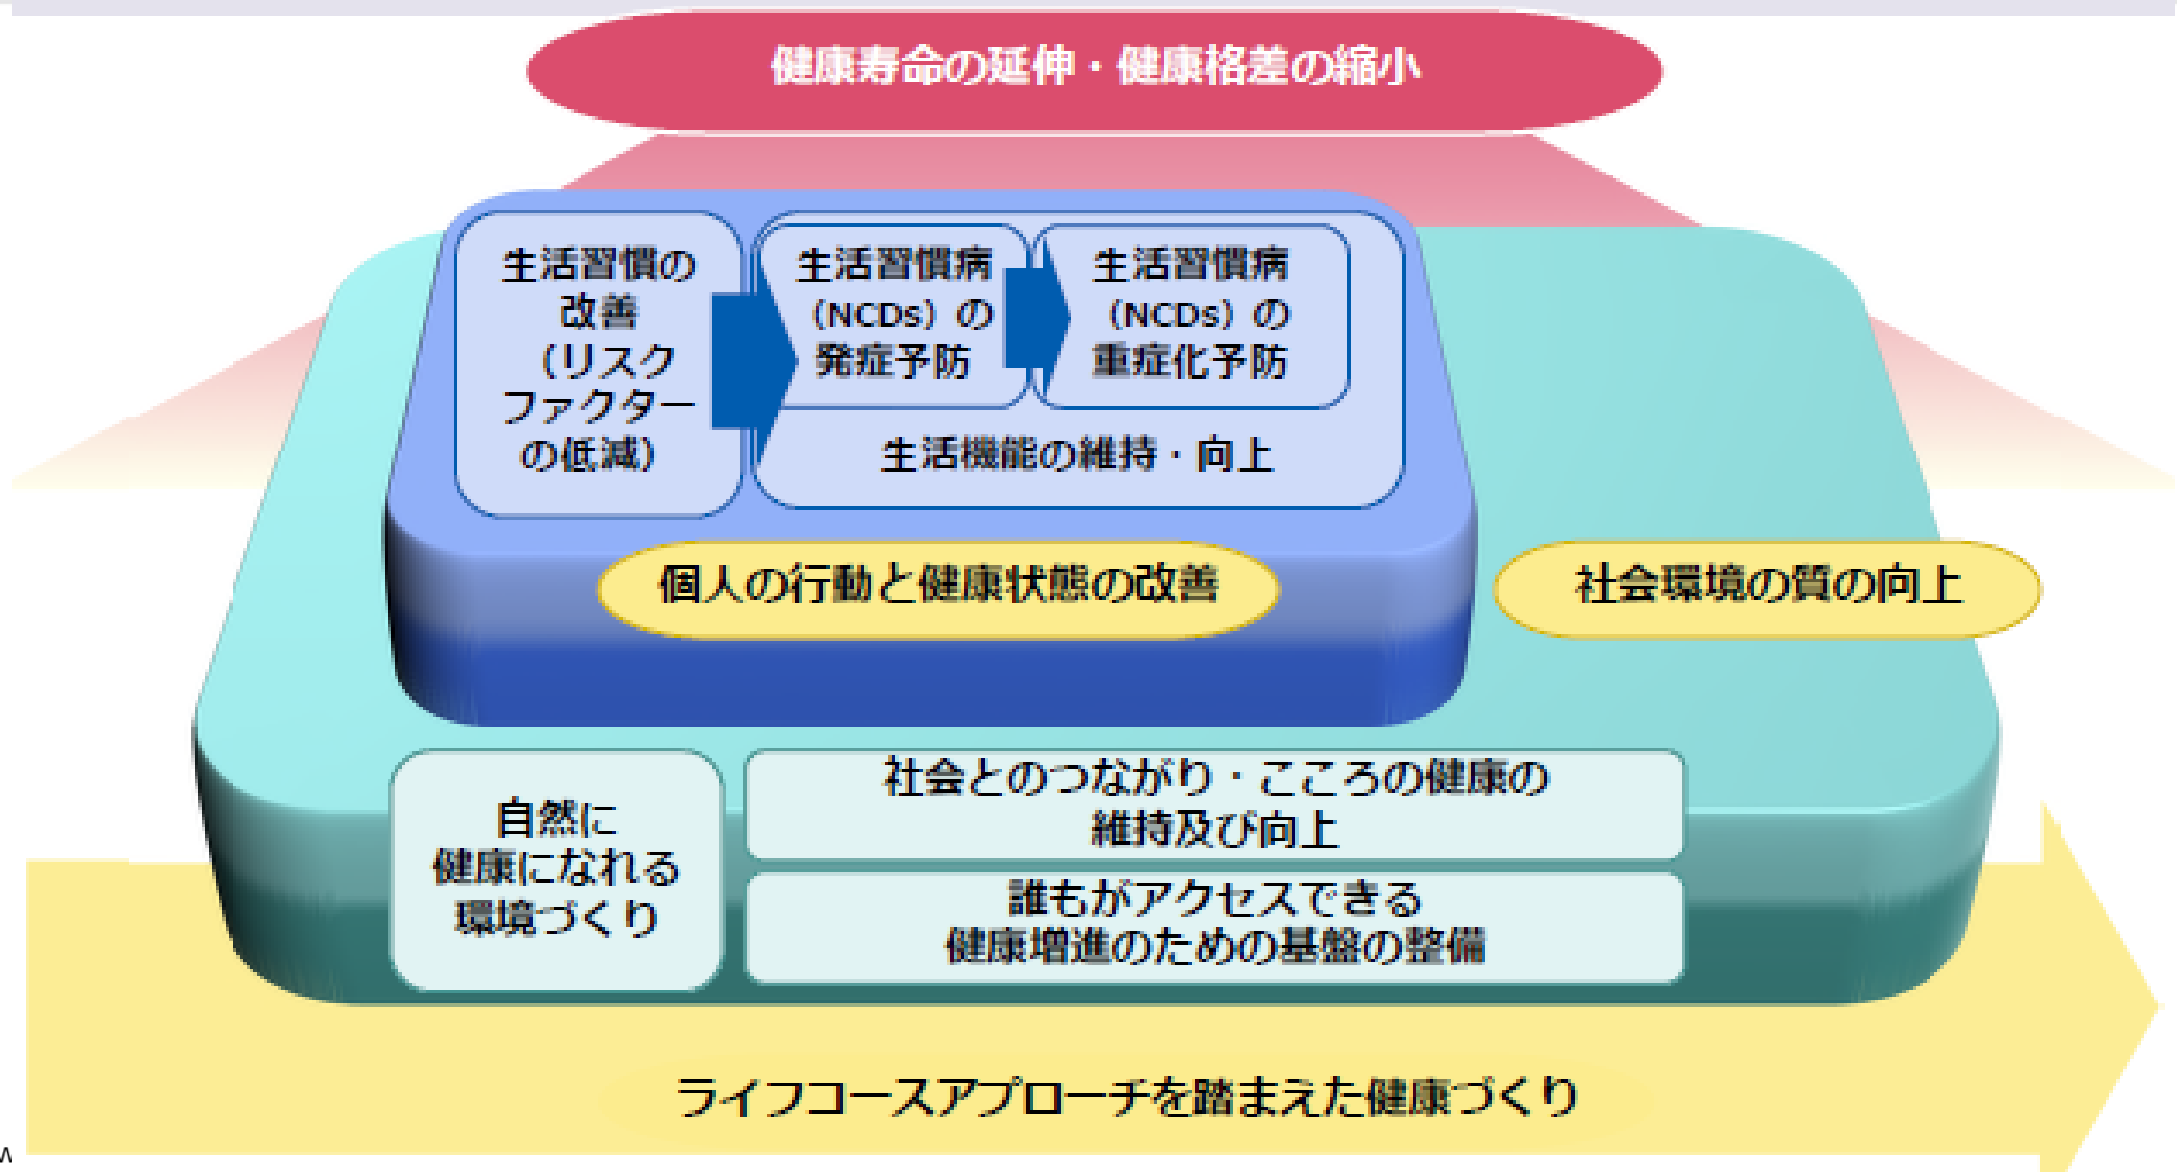 健康寿命の延伸・健康格差の縮小
生活習慣の
改善
（リスク
ファクター
の低減）
生活習慣病
（NCDs）の
発症予防
生活習慣病
（NCDs）の
重症化予防
生活機能の維持・向上
個人の行動と健康状態の改善
社会環境の質の向上
自然に
健康になれる
環境づくり
社会とのつながり・こころの健康の
維持及び向上
誰もがアクセスできる
健康増進のための基盤の整備
ライフコースアプローチを踏まえた健康づくり